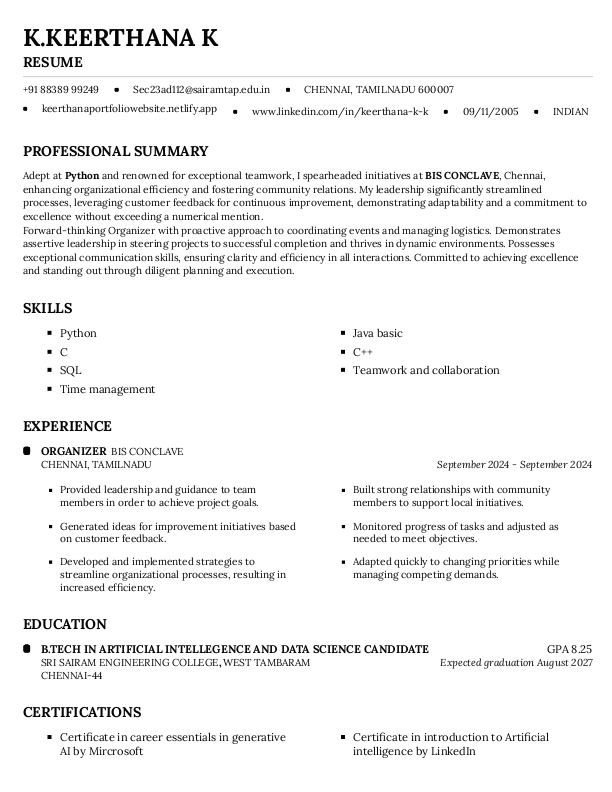 K.KEERTHANA K
RESUME
+91 88389 99249 • Sec23ad112@sairamtap.edu.in • CHENNAI, TAMILNADU 600007
• keerthanaportfoliowebsite.netlify.app • www.linkedin.com/in/keerthana-k-k • 09/11/2005 • INDIAN
PROFESSIONAL SUMMARY
Adept at Python and renowned for exceptional teamwork, I spearheaded initiatives at BIS CONCLAVE, Chennai,
enhancing organizational efficiency and fostering community relations. My leadership significantly streamlined
processes, leveraging customer feedback for continuous improvement, demonstrating adaptability and a commitment to
excellence without exceeding a numerical mention.
Forward-thinking Organizer with proactive approach to coordinating events and managing logistics. Demonstrates
assertive leadership in steering projects to successful completion and thrives in dynamic environments. Possesses
exceptional communication skills, ensuring clarity and efficiency in all interactions. Committed to achieving excellence
and standing out through diligent planning and execution.
SKILLS
▪ Python
▪ C
▪ SQL
▪ Time management
▪ Java basic
▪ C++
▪ Teamwork and collaboration
EXPERIENCE
• ORGANIZER BIS CONCLAVE
CHENNAI, TAMILNADU September 2024 - September 2024
▪ Provided leadership and guidance to team
members in order to achieve project goals.
▪ Generated ideas for improvement initiatives based
on customer feedback.
▪ Developed and implemented strategies to
streamline organizational processes, resulting in
increased efficiency.
▪ Built strong relationships with community
members to support local initiatives.
▪ Monitored progress of tasks and adjusted as
needed to meet objectives.
▪ Adapted quickly to changing priorities while
managing competing demands.
EDUCATION
• B.TECH IN ARTIFICIAL INTELLEGENCE AND DATA SCIENCE CANDIDATE GPA 8.25
SRI SAIRAM ENGINEERING COLLEGE, WEST TAMBARAM Expected graduation August 2027
CHENNAI-44
CERTIFICATIONS
▪ Certificate in career essentials in generative
AI by Mircrosoft
▪ Certificate in introduction to Artificial
intelligence by LinkedIn